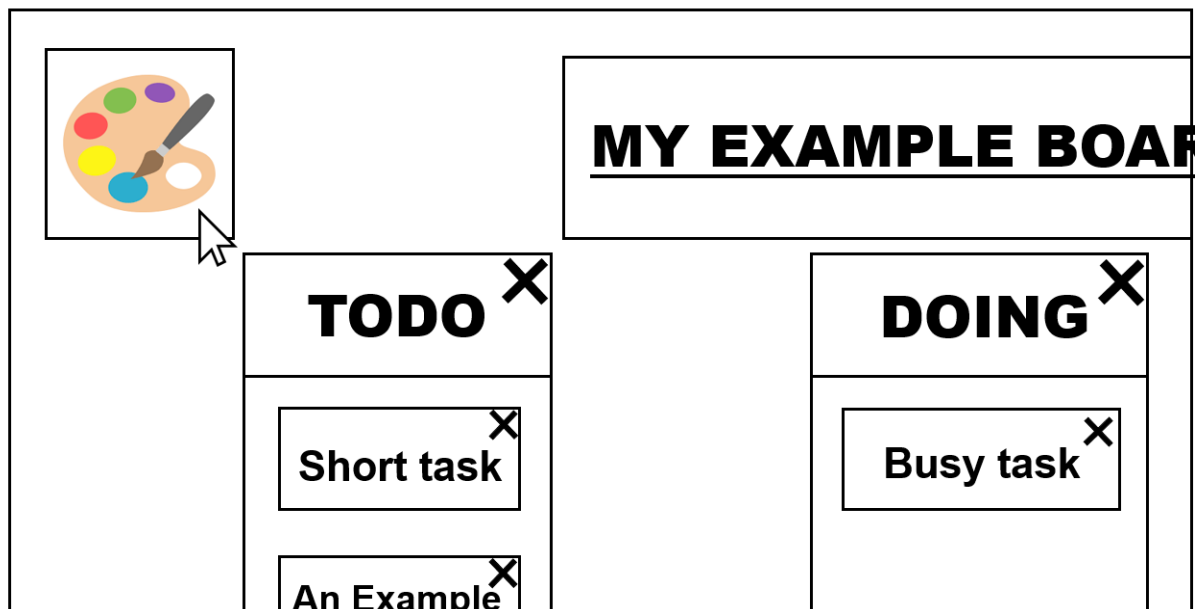 MY EXAMPLE BOAR
TODO
DOING
Short task
Busy task
An Example